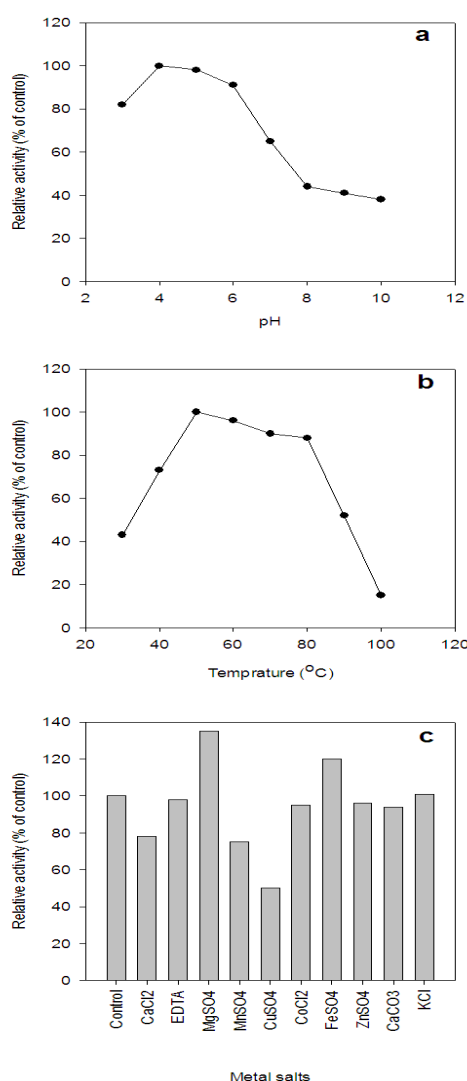 a
Relative activity (% of control)
120
100
80
60
40
20
0
2 4 6 8 10 12
pH
b
Relative activity (% of control)
120
100
80
60
40
20
0
20 40 60 80 100 120
Temprature (°C)
c
Relative activity (% of control)
140
120
100
80
60
40
20
0
Control CaCl2 EDTA MgSO4 MnSO4 CuSO4 CoCl2 FeSO4 ZnSO4 CaCO3 KCl
Metal salts